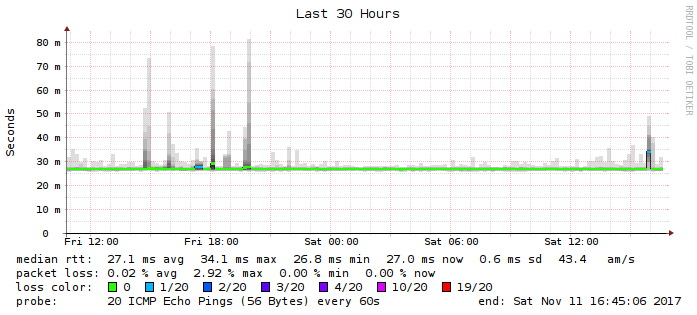 Last 30 Hours
RRDTOOL / TOBI OETIKER
Seconds
80 m
70 m
60 m
50 m
40 m
30 m
20 m
10 m
0
Fri 12:00 Fri 18:00 Sat 00:00 Sat 06:00 Sat 12:00
median rtt: 27.1 ms avg 34.1 ms max 26.8 ms min 27.0 ms now 0.6 ms sd 43.4 am/s
packet loss: 0.02 % avg 2.92 % max 0.00 % min 0.00 % now
loss color: 0 1/20 2/20 3/20 4/20 10/20 19/20
probe: 20 ICMP Echo Pings (56 Bytes) every 60s end: Sat Nov 11 16:45:06 2017